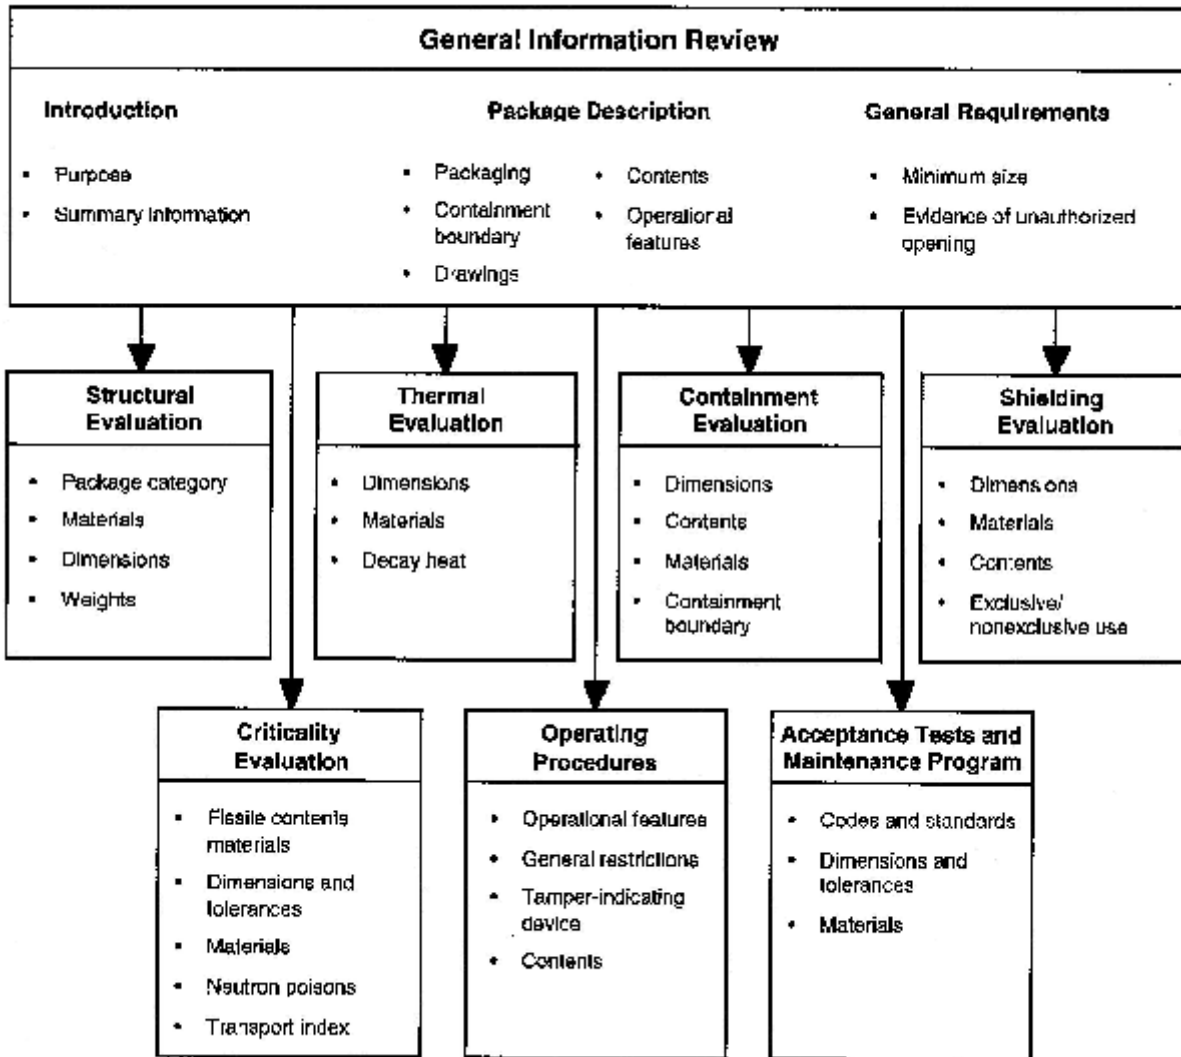 General Information Review
Introduction
• Purpose
• Summary information
Package Description
• Packaging
• Containment
boundary
• Drawings
• Contents
• Operational
features
General Requirements
• Minimum size
• Evidence of unauthorized
opening
Structural
Evaluation
• Package category
• Materials
• Dimensions
• Weights
Thermal
Evaluation
• Dimensions
• Materials
• Decay heat
Containment
Evaluation
• Dimensions
• Contents
• Materials
• Containment
boundary
Shielding
Evaluation
• Dimensions
• Materials
• Contents
• Exclusive/
nonexclusive use
Criticality
Evaluation
• Fissile contents
materials
• Dimensions and
tolerances
• Materials
• Neutron poisons
• Transport index
Operating
Procedures
• Operational features
• General restrictions
• Tamper-indicating
device
• Contents
Acceptance Tests and
Maintenance Program
• Codes and standards
• Dimensions and
tolerances
• Materials